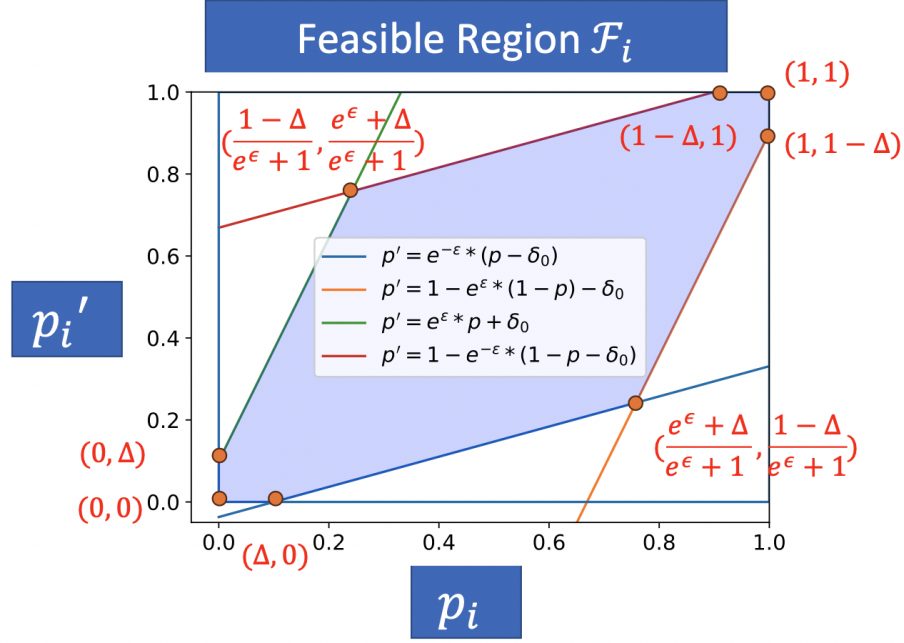 Feasible Region ℱᵢ
(1, 1)
1.0
((1 − Δ)/(e^ϵ + 1), (e^ϵ + Δ)/(e^ϵ + 1))
(1 − Δ, 1)
(1, 1 − Δ)
0.8
0.6
p′ = e^{−ε} * (p − δ₀)
p′ = 1 − e^{ε} * (1 − p) − δ₀
p′ = e^{ε} * p + δ₀
p′ = 1 − e^{−ε} * (1 − p − δ₀)
pᵢ′
0.4
0.2
((e^ϵ + Δ)/(e^ϵ + 1), (1 − Δ)/(e^ϵ + 1))
(0, Δ)
(0, 0)
0.0
0.0 0.2 0.4 0.6 0.8 1.0
(Δ, 0)
pᵢ